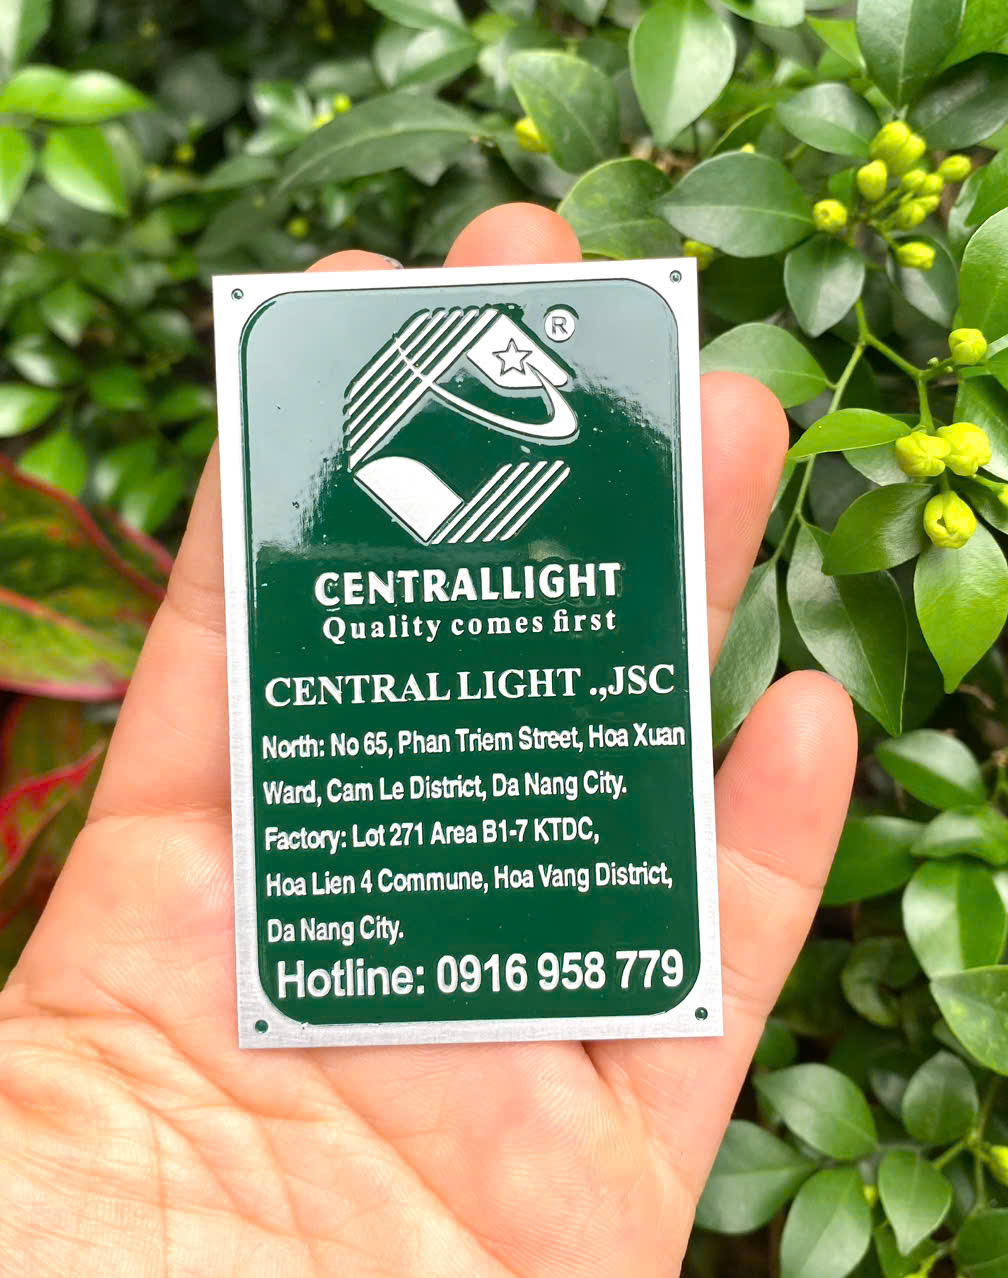 ®
CENTRALLIGHT
Quality comes first
CENTRAL LIGHT .,JSC
North: No 65, Phan Triem Street, Hoa Xuan
Ward, Cam Le District, Da Nang City.
Factory: Lot 271 Area B1-7 KTDC,
Hoa Lien 4 Commune, Hoa Vang District,
Da Nang City.
Hotline: 0916 958 779